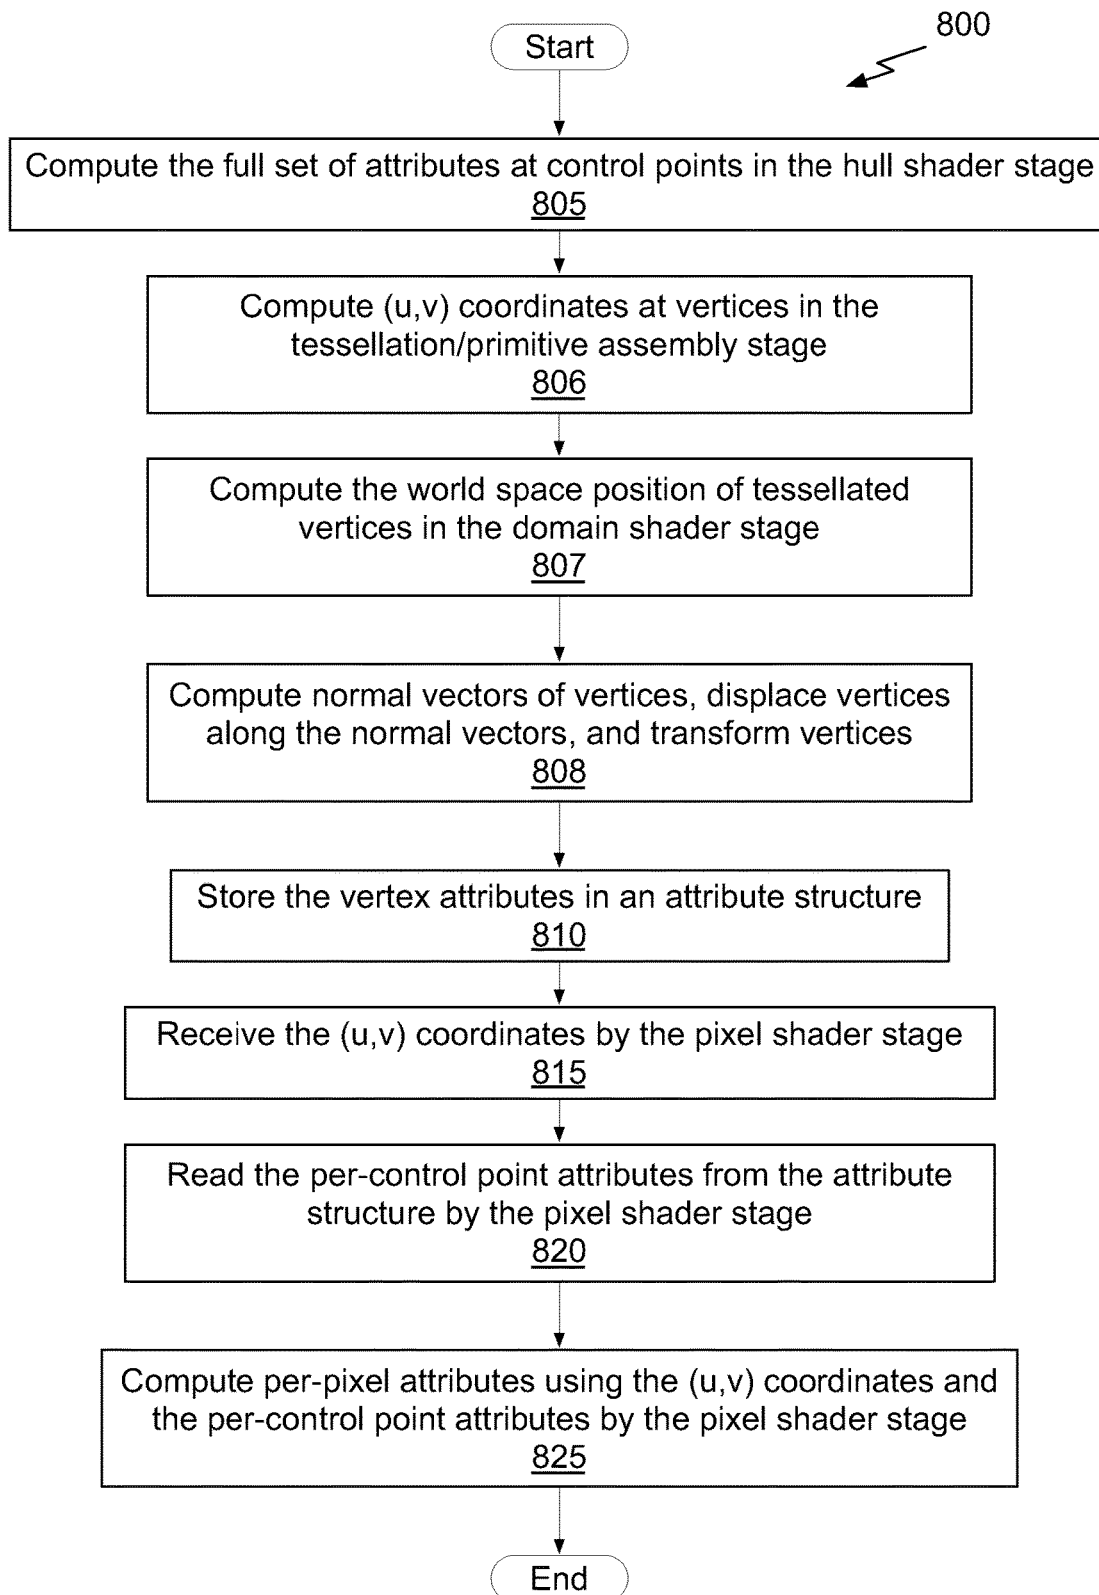 800
Start
Compute the full set of attributes at control points in the hull shader stage
805
Compute (u,v) coordinates at vertices in the
tessellation/primitive assembly stage
806
Compute the world space position of tessellated
vertices in the domain shader stage
807
Compute normal vectors of vertices, displace vertices
along the normal vectors, and transform vertices
808
Store the vertex attributes in an attribute structure
810
Receive the (u,v) coordinates by the pixel shader stage
815
Read the per-control point attributes from the attribute
structure by the pixel shader stage
820
Compute per-pixel attributes using the (u,v) coordinates and
the per-control point attributes by the pixel shader stage
825
End